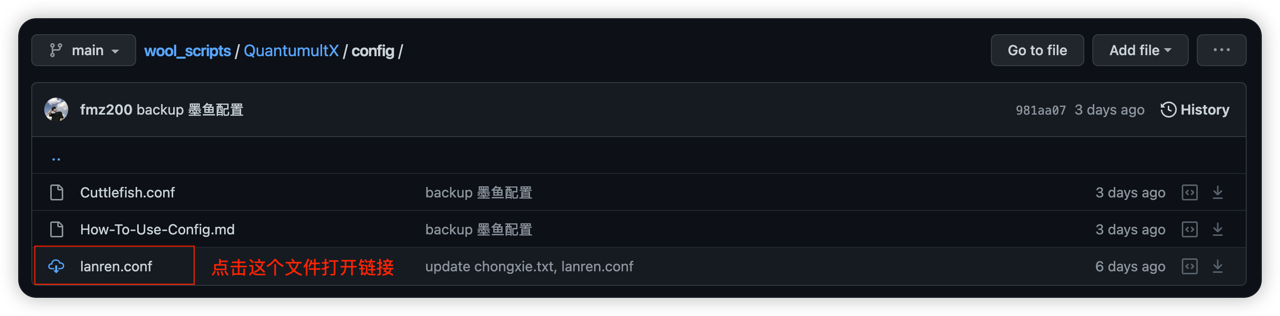 main wool_scripts / QuantumultX / config / Go to file Add file ...
fmz200 backup 墨鱼配置 981aa07 3 days ago History
..
Cuttlefish.conf backup 墨鱼配置 3 days ago
How-To-Use-Config.md backup 墨鱼配置 3 days ago
lanren.conf 点击这个文件打开链接 update chongxie.txt, lanren.conf 6 days ago